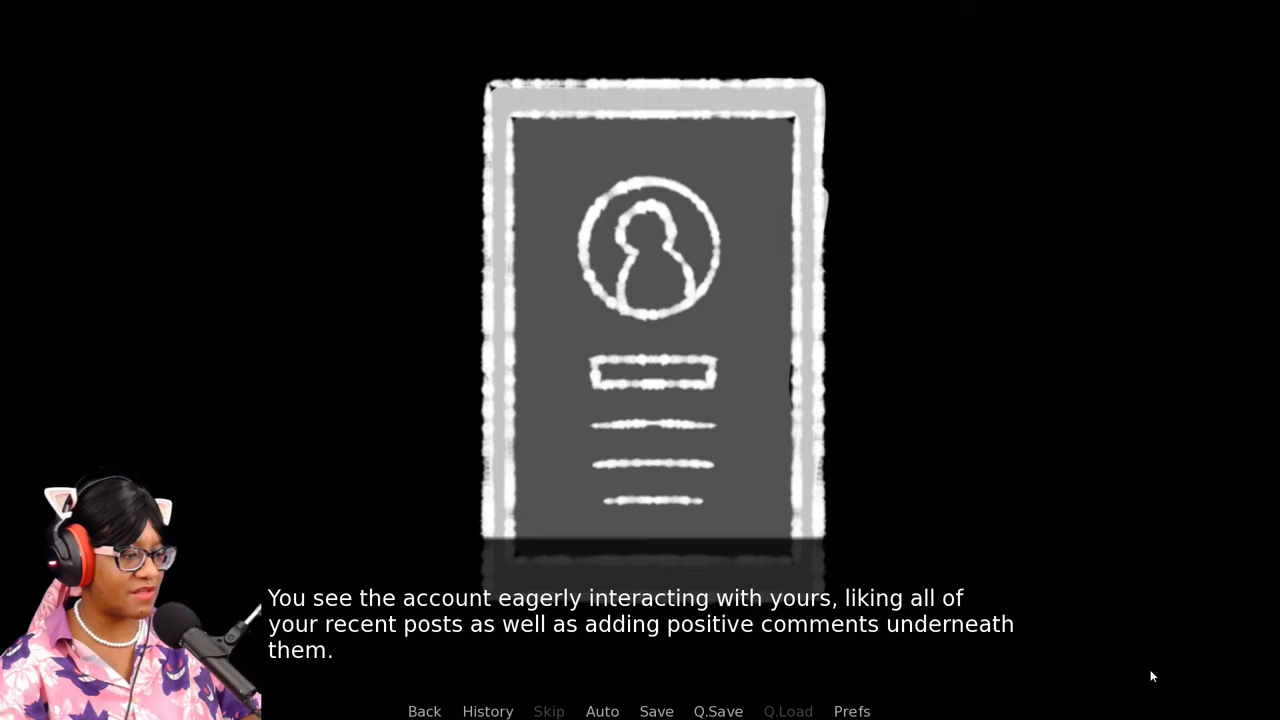 You see the account eagerly interacting with yours, liking all of
your recent posts as well as adding positive comments underneath
them.
Back History Skip Auto Save Q.Save Q.Load Prefs